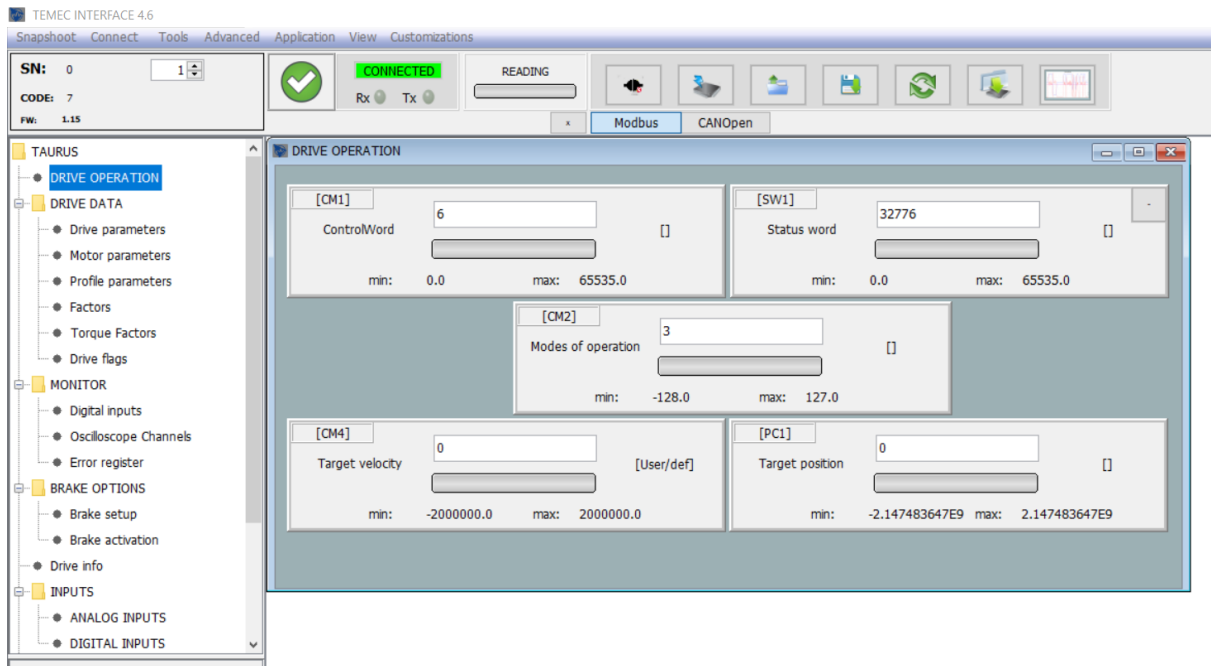 TEMEC INTERFACE 4.6
Snapshoot Connect Tools Advanced Application View Customizations
SN: 0 1
CODE: 7
FW: 1.15
CONNECTED
Rx Tx
READING
x Modbus CANOpen
TAURUS
DRIVE OPERATION
DRIVE DATA
Drive parameters
Motor parameters
Profile parameters
Factors
Torque Factors
Drive flags
MONITOR
Digital inputs
Oscilloscope Channels
Error register
BRAKE OPTIONS
Brake setup
Brake activation
Drive info
INPUTS
ANALOG INPUTS
DIGITAL INPUTS
DRIVE OPERATION
[CM1]
6
ControlWord []
min: 0.0 max: 65535.0
[SW1] -
32776
Status word []
min: 0.0 max: 65535.0
[CM2]
3
Modes of operation []
min: -128.0 max: 127.0
[CM4]
0
Target velocity [User/def]
min: -2000000.0 max: 2000000.0
[PC1]
0
Target position []
min: -2.147483647E9 max: 2.147483647E9